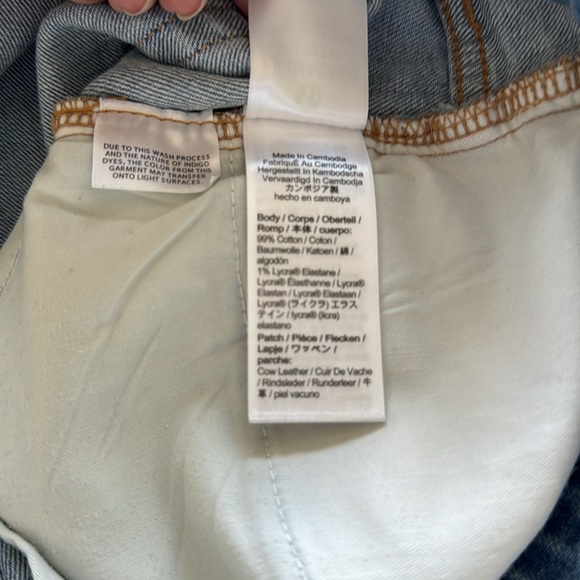 DUE TO THIS WASH PROCESS
AND THE NATURE OF INDIGO
DYES, THE COLOR FROM THIS
GARMENT MAY TRANSFER
ONTO LIGHT SURFACES.
Made In Cambodia
FabriquÉ Au Cambodge
Hergestellt In Kambodscha
Vervaardigd In Cambodja
カンボジア製
hecho en camboya
Body / Corps / Oberteil /
Romp / 本体 / cuerpo:
99% Cotton / Coton /
Baumwolle / Katoen / 綿 /
algodón
1% Lycra® Elastane /
Lycra® Élasthanne / Lycra®
Elastan / Lycra® Elastaan /
Lycra® (ライクラ) エラス
テイン / lycra® (licra)
elastano
Patch / Pièce / Flecken /
Lapje / ワッペン /
parche:
Cow Leather / Cuir De Vache
/ Rindsleder / Runderleer / 牛
革 / piel vacuno